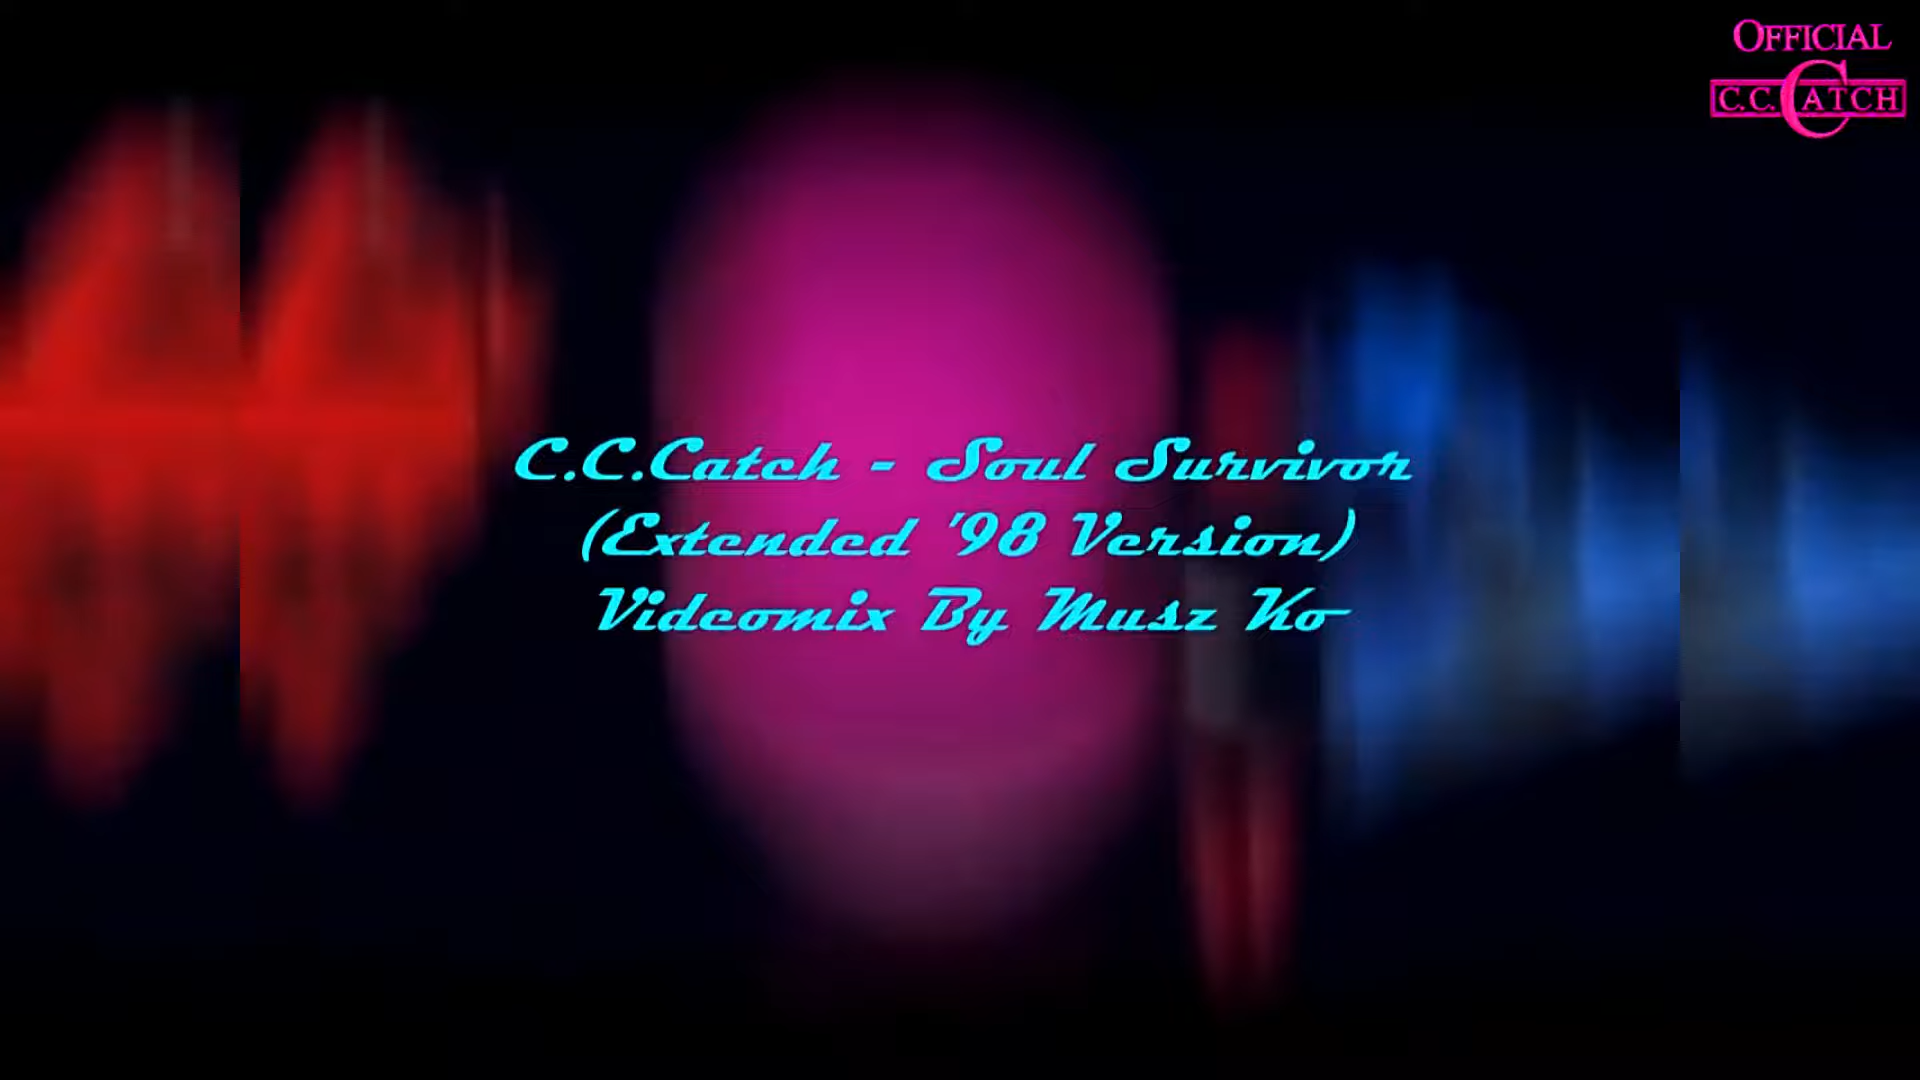 OFFICIAL
C.C.CATCH
C.C.Catch - Soul Survivor
(Extended '98 Version)
Videomix By Musz Ko